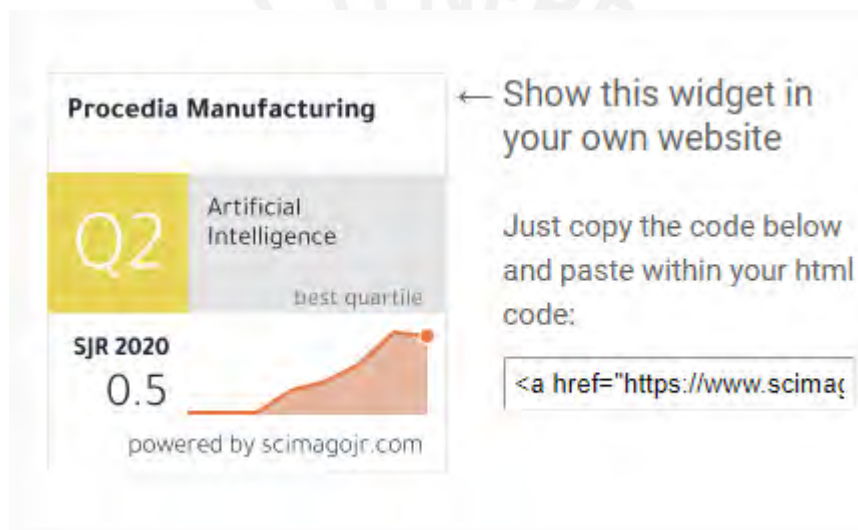 Procedia Manufacturing
Q2
Artificial
Intelligence
best quartile
SJR 2020
0.5
powered by scimagojr.com
← Show this widget in
your own website
Just copy the code below
and paste within your html
code:
<a href="https://www.scimag